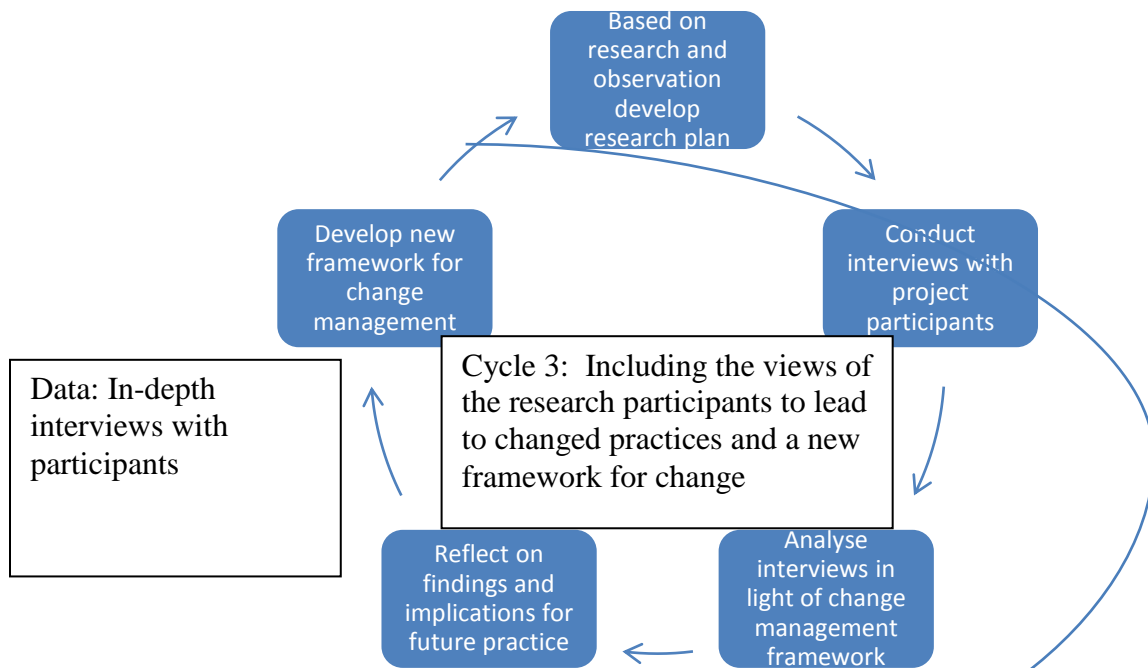 Based on
research and
observation
develop
research plan
Develop new
framework for
change
management
Conduct
interviews with
project
participants
Data: In-depth
interviews with
participants
Cycle 3:  Including the views of
the research participants to lead
to changed practices and a new
framework for change
Reflect on
findings and
implications for
future practice
Analyse
interviews in
light of change
management
framework